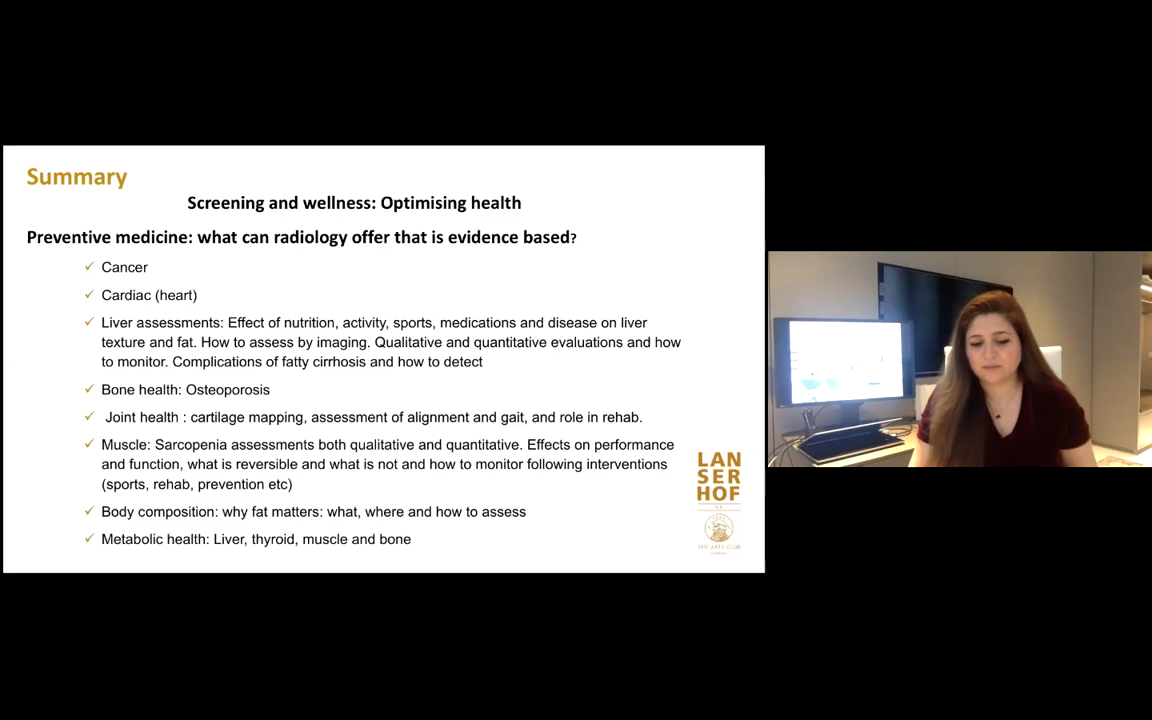 Summary
Screening and wellness: Optimising health
Preventive medicine: what can radiology offer that is evidence based?
✓ Cancer
✓ Cardiac (heart)
✓ Liver assessments: Effect of nutrition, activity, sports, medications and disease on liver
texture and fat. How to assess by imaging. Qualitative and quantitative evaluations and how
to monitor. Complications of fatty cirrhosis and how to detect
✓ Bone health: Osteoporosis
✓ Joint health : cartilage mapping, assessment of alignment and gait, and role in rehab.
✓ Muscle: Sarcopenia assessments both qualitative and quantitative. Effects on performance
and function, what is reversible and what is not and how to monitor following interventions
(sports, rehab, prevention etc)
✓ Body composition: why fat matters: what, where and how to assess
✓ Metabolic health: Liver, thyroid, muscle and bone
LAN
SER
HOF
AT
THE ARTS CLUB